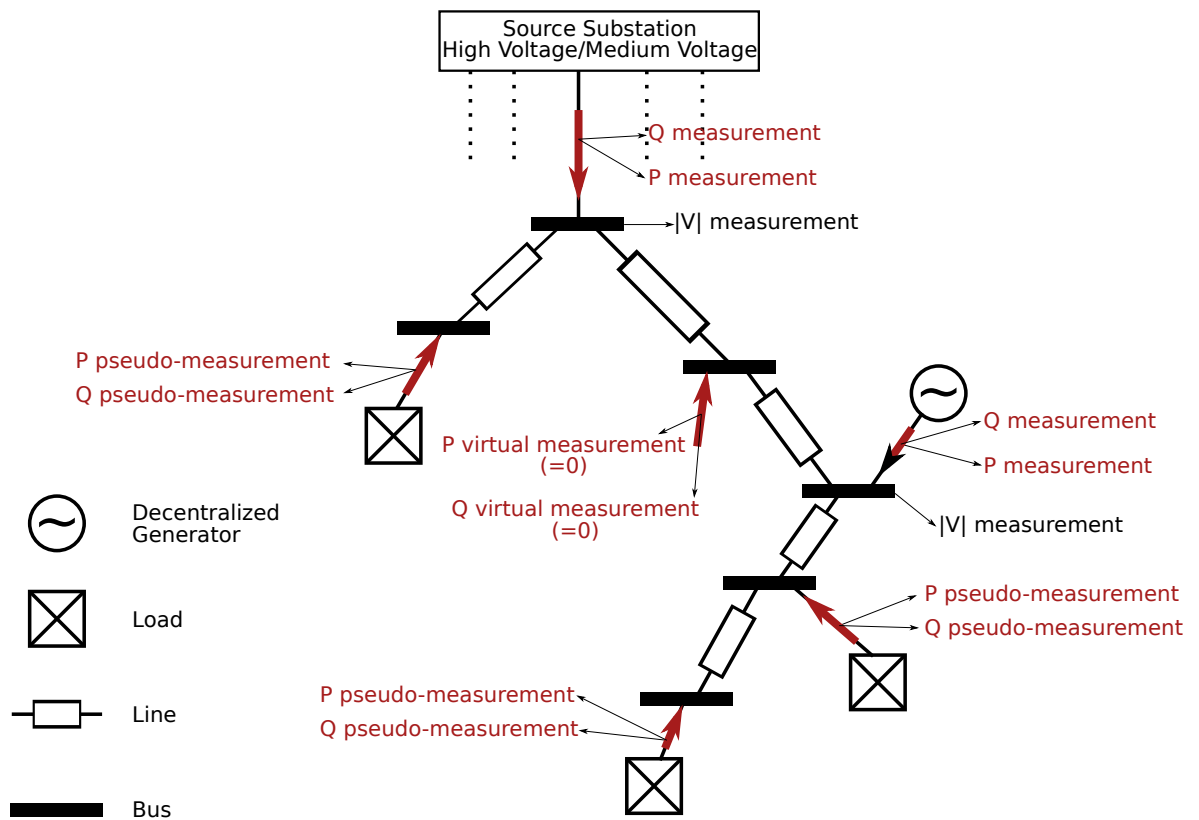 Source Substation
High Voltage/Medium Voltage
Q measurement
P measurement
|V| measurement
P pseudo-measurement
Q pseudo-measurement
P virtual measurement
(=0)
Q virtual measurement
(=0)
Q measurement
P measurement
|V| measurement
P pseudo-measurement
Q pseudo-measurement
P pseudo-measurement
Q pseudo-measurement
Decentralized
Generator
Load
Line
Bus